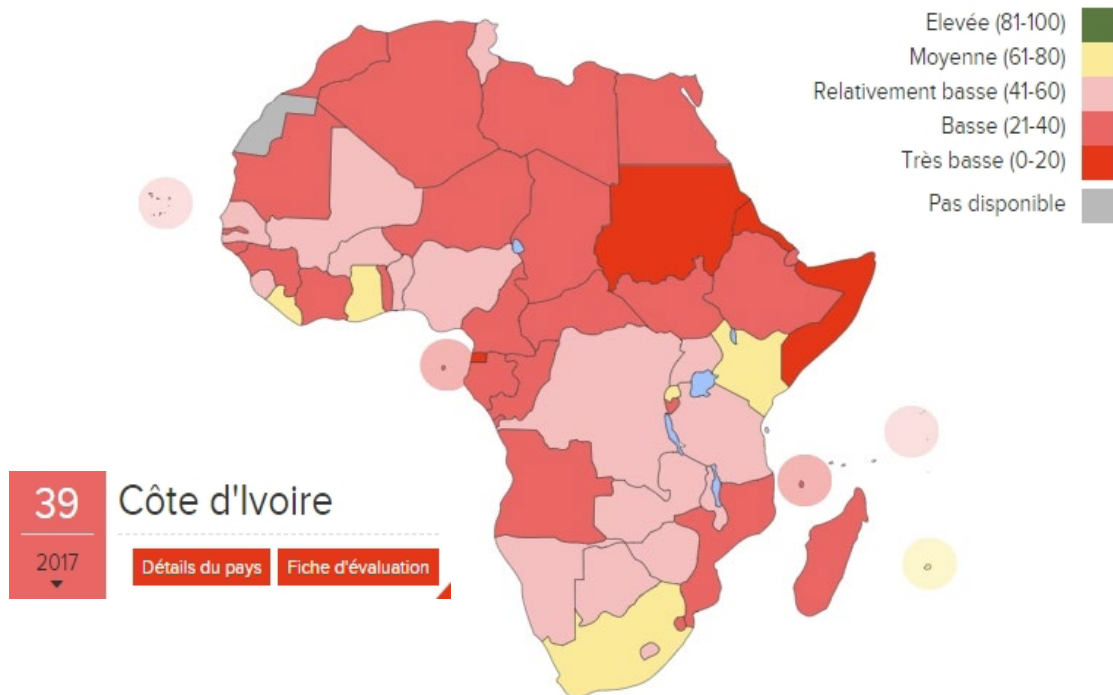 Elevée (81-100)
Moyenne (61-80)
Relativement basse (41-60)
Basse (21-40)
Très basse (0-20)
Pas disponible
39
2017
Côte d'Ivoire
Détails du pays
Fiche d'évaluation